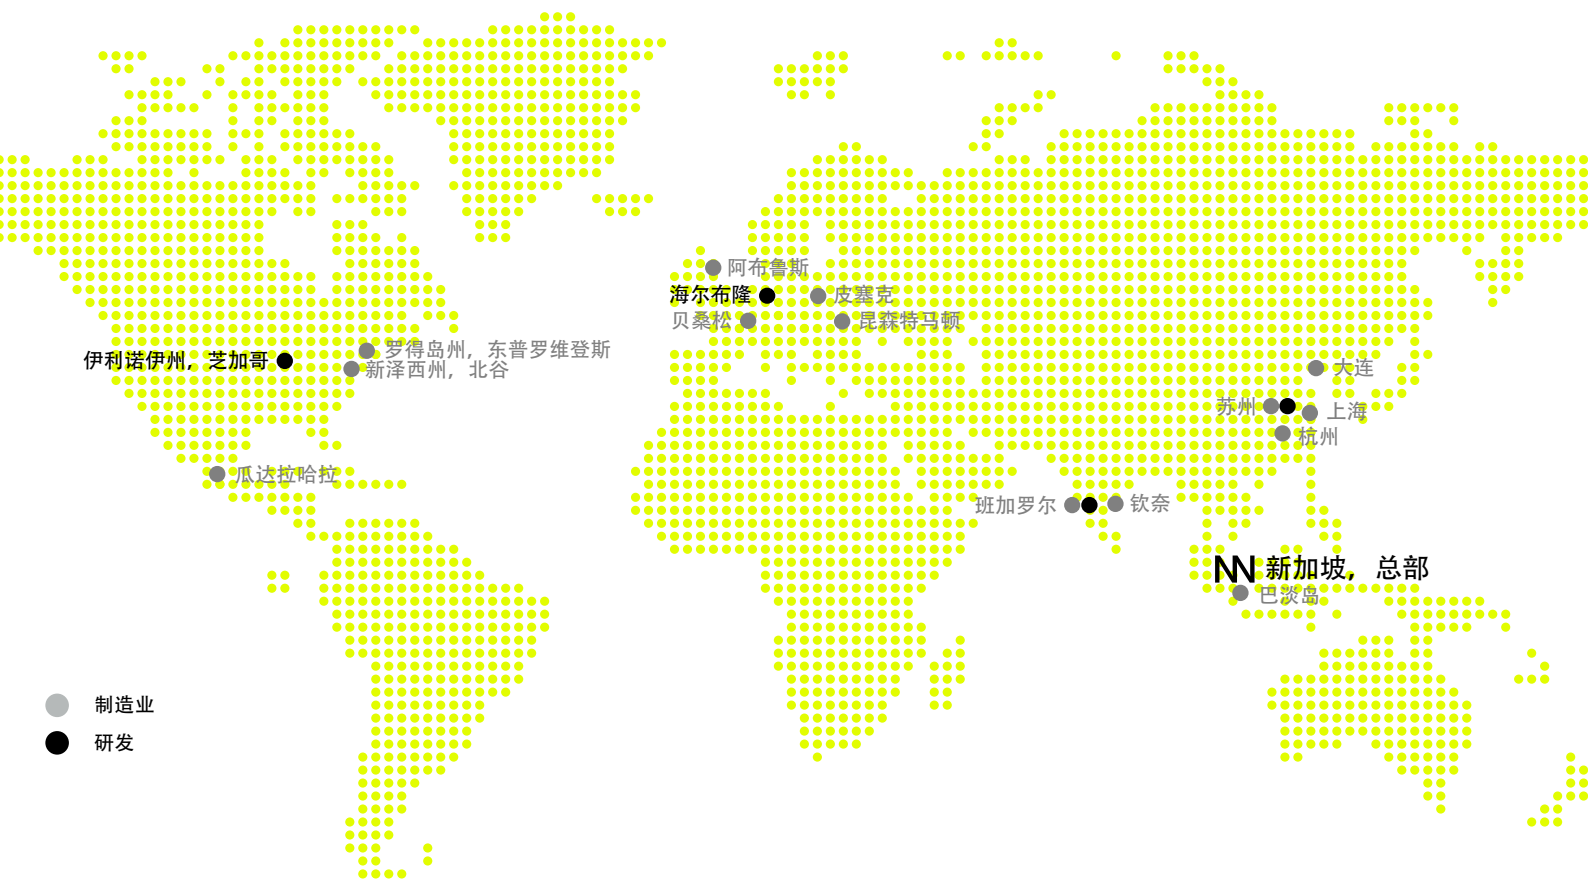 阿布鲁斯
海尔布隆
皮塞克
贝桑松
昆森特马顿
罗得岛州，东普罗维登斯
伊利诺伊州，芝加哥
新泽西州，北谷
大连
苏州
上海
杭州
瓜达拉哈拉
班加罗尔
钦奈
新加坡，总部
巴淡岛
制造业
研发